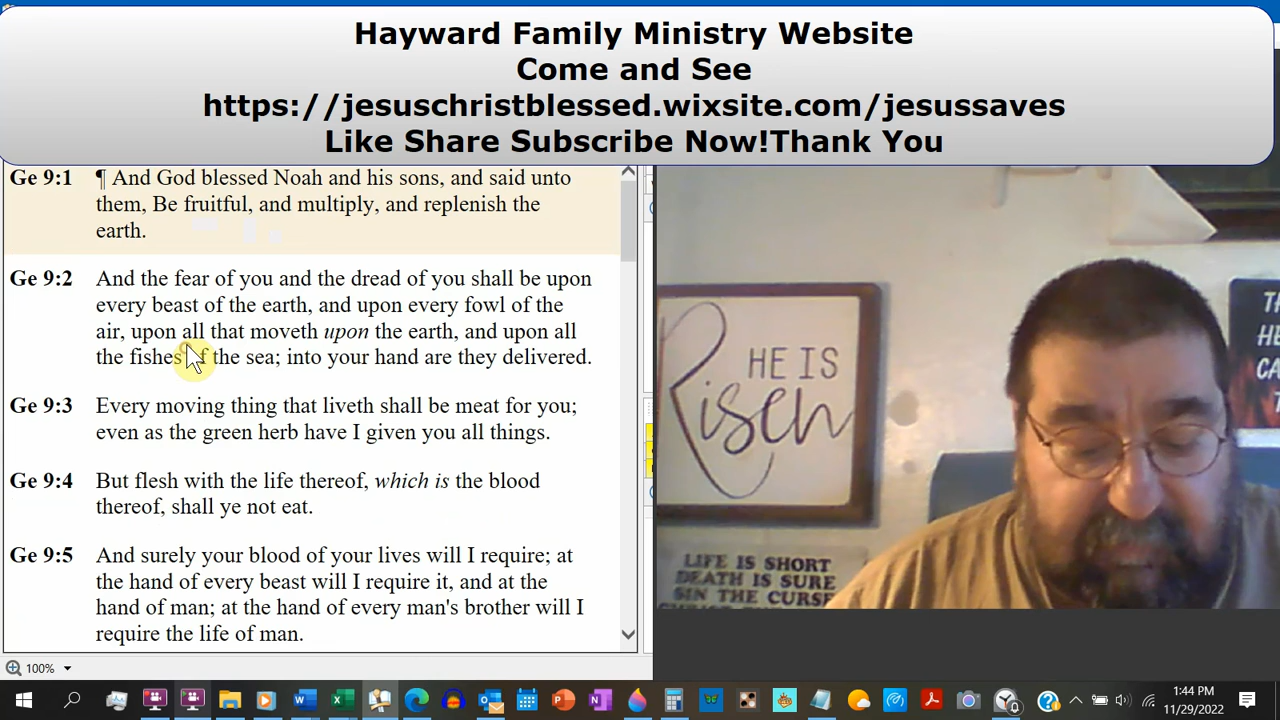 Hayward Family Ministry Website
Come and See
https://jesuschristblessed.wixsite.com/jesussaves
Like Share Subscribe Now!Thank You
Ge 9:1 ¶ And God blessed Noah and his sons, and said unto
them, Be fruitful, and multiply, and replenish the
earth.
Ge 9:2 And the fear of you and the dread of you shall be upon
every beast of the earth, and upon every fowl of the
air, upon all that moveth upon the earth, and upon all
the fishes of the sea; into your hand are they delivered.
Ge 9:3 Every moving thing that liveth shall be meat for you;
even as the green herb have I given you all things.
Ge 9:4 But flesh with the life thereof, which is the blood
thereof, shall ye not eat.
Ge 9:5 And surely your blood of your lives will I require; at
the hand of every beast will I require it, and at the
hand of man; at the hand of every man's brother will I
require the life of man.
HE IS
Risen
LIFE IS SHORT
DEATH IS SURE
SIN THE CURSE
100%
1:44 PM
11/29/2022